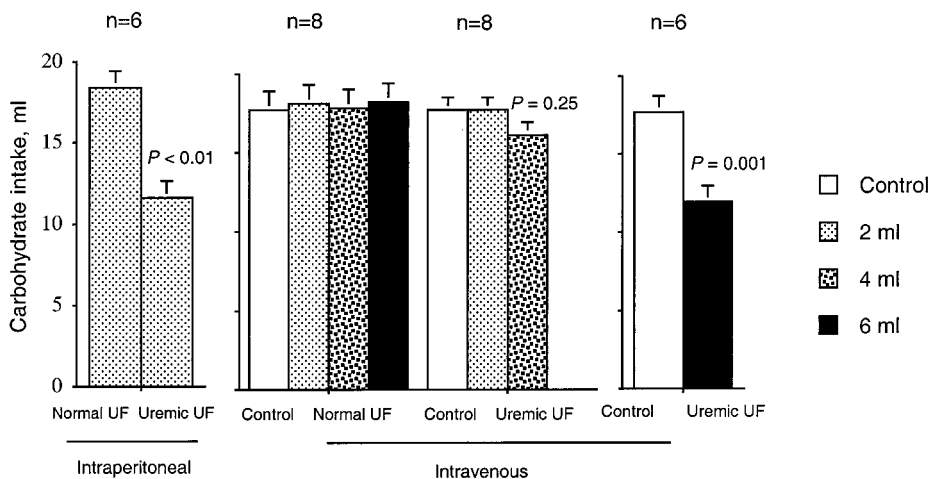 n=6 n=8 n=8 n=6
Carbohydrate intake, ml
20
15
10
5
0
P < 0.01
P = 0.25
P = 0.001
Control
2 ml
4 ml
6 ml
Normal UF Uremic UF Control Normal UF Control Uremic UF Control Uremic UF
Intraperitoneal Intravenous